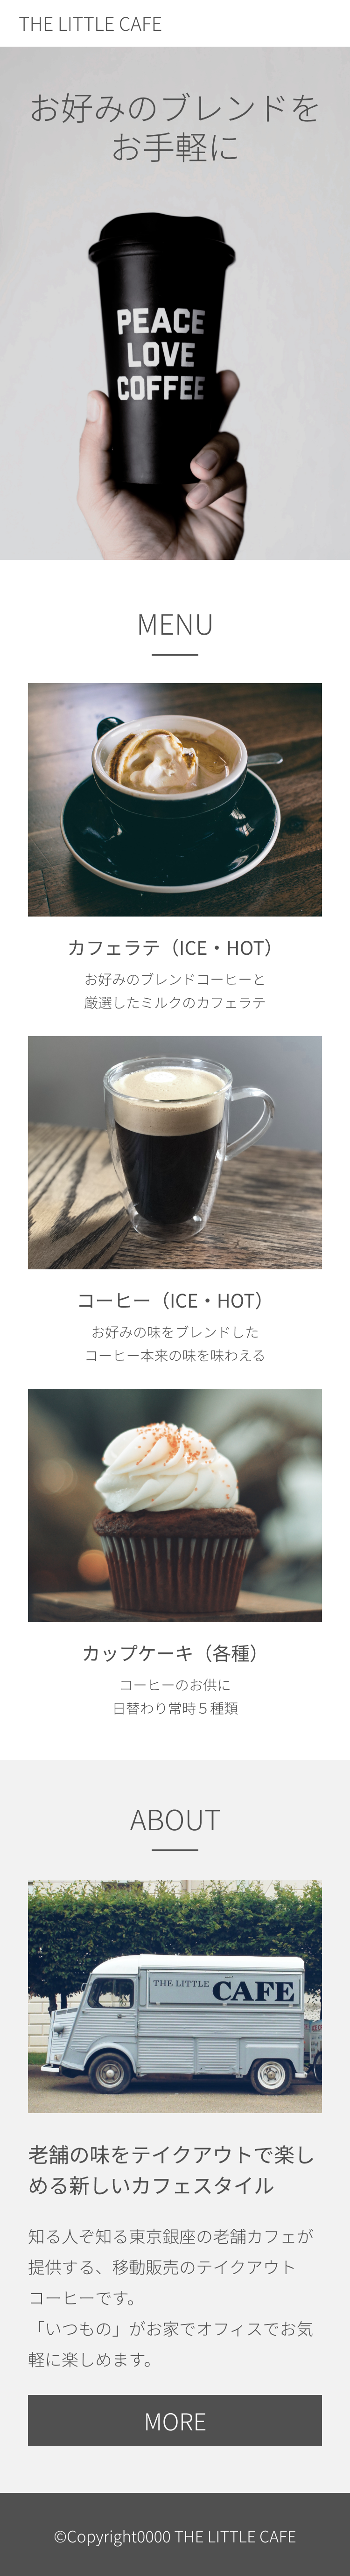 THE LITTLE CAFE
お好みのブレンドを
お手軽に
PEACE
LOVE
COFFEE
MENU
カフェラテ（ICE・HOT）
お好みのブレンドコーヒーと
厳選したミルクのカフェラテ
コーヒー（ICE・HOT）
お好みの味をブレンドした
コーヒー本来の味を味わえる
カップケーキ（各種）
コーヒーのお供に
日替わり常時５種類
ABOUT
THE LITTLE CAFE
老舗の味をテイクアウトで楽し
める新しいカフェスタイル
知る人ぞ知る東京銀座の老舗カフェが
提供する、移動販売のテイクアウト
コーヒーです。
「いつもの」がお家でオフィスでお気
軽に楽しめます。
MORE
©Copyright0000 THE LITTLE CAFE